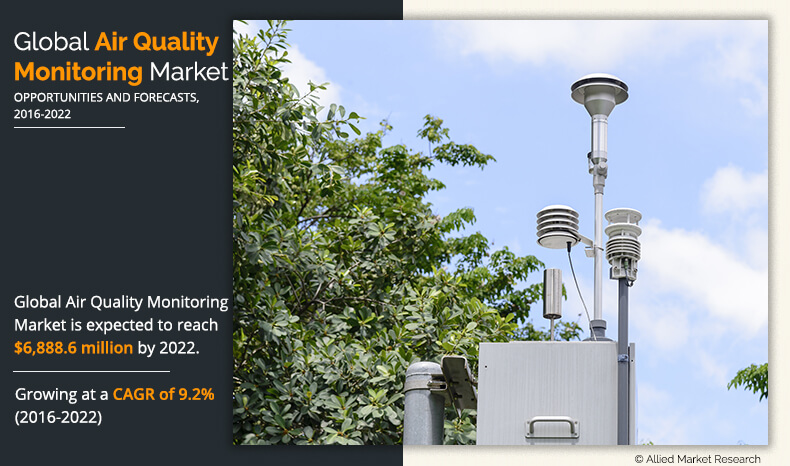 Global Air Quality
Monitoring Market
OPPORTUNITIES AND FORECASTS,
2016-2022
Global Air Quality Monitoring
Market is expected to reach
$6,888.6 million by 2022.
Growing at a CAGR of 9.2%
(2016-2022)
© Allied Market Research